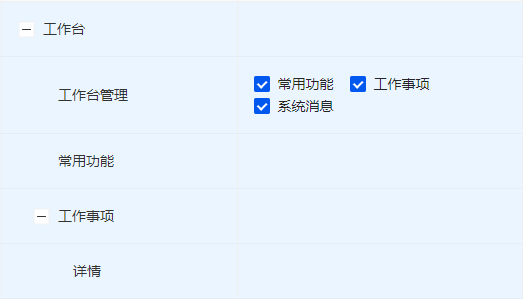 工作台
工作台管理
常用功能 工作事项
系统消息
常用功能
工作事项
详情